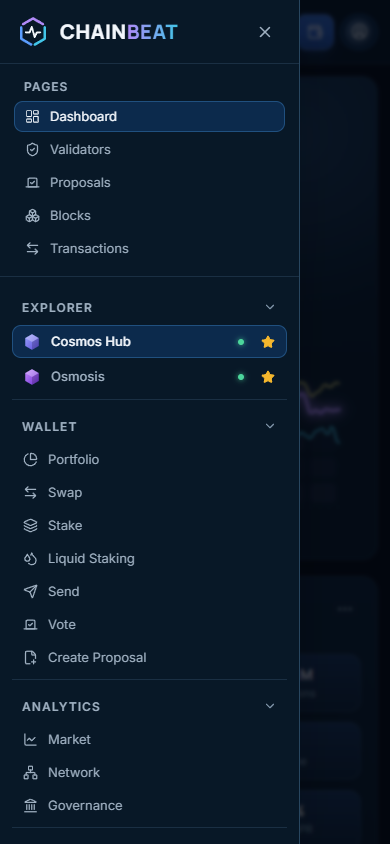 CHAINBEAT
PAGES
Dashboard
Validators
Proposals
Blocks
Transactions
EXPLORER
Cosmos Hub
Osmosis
WALLET
Portfolio
Swap
Stake
Liquid Staking
Send
Vote
Create Proposal
ANALYTICS
Market
Network
Governance